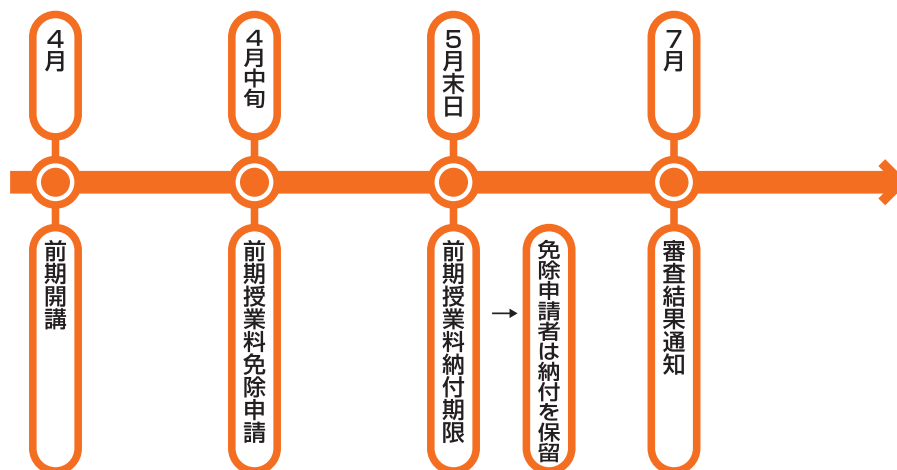 4月
前期開講
4月中旬
前期授業料免除申請
5月末日
前期授業料納付期限
→
免除申請者は納付を保留
7月
審査結果通知